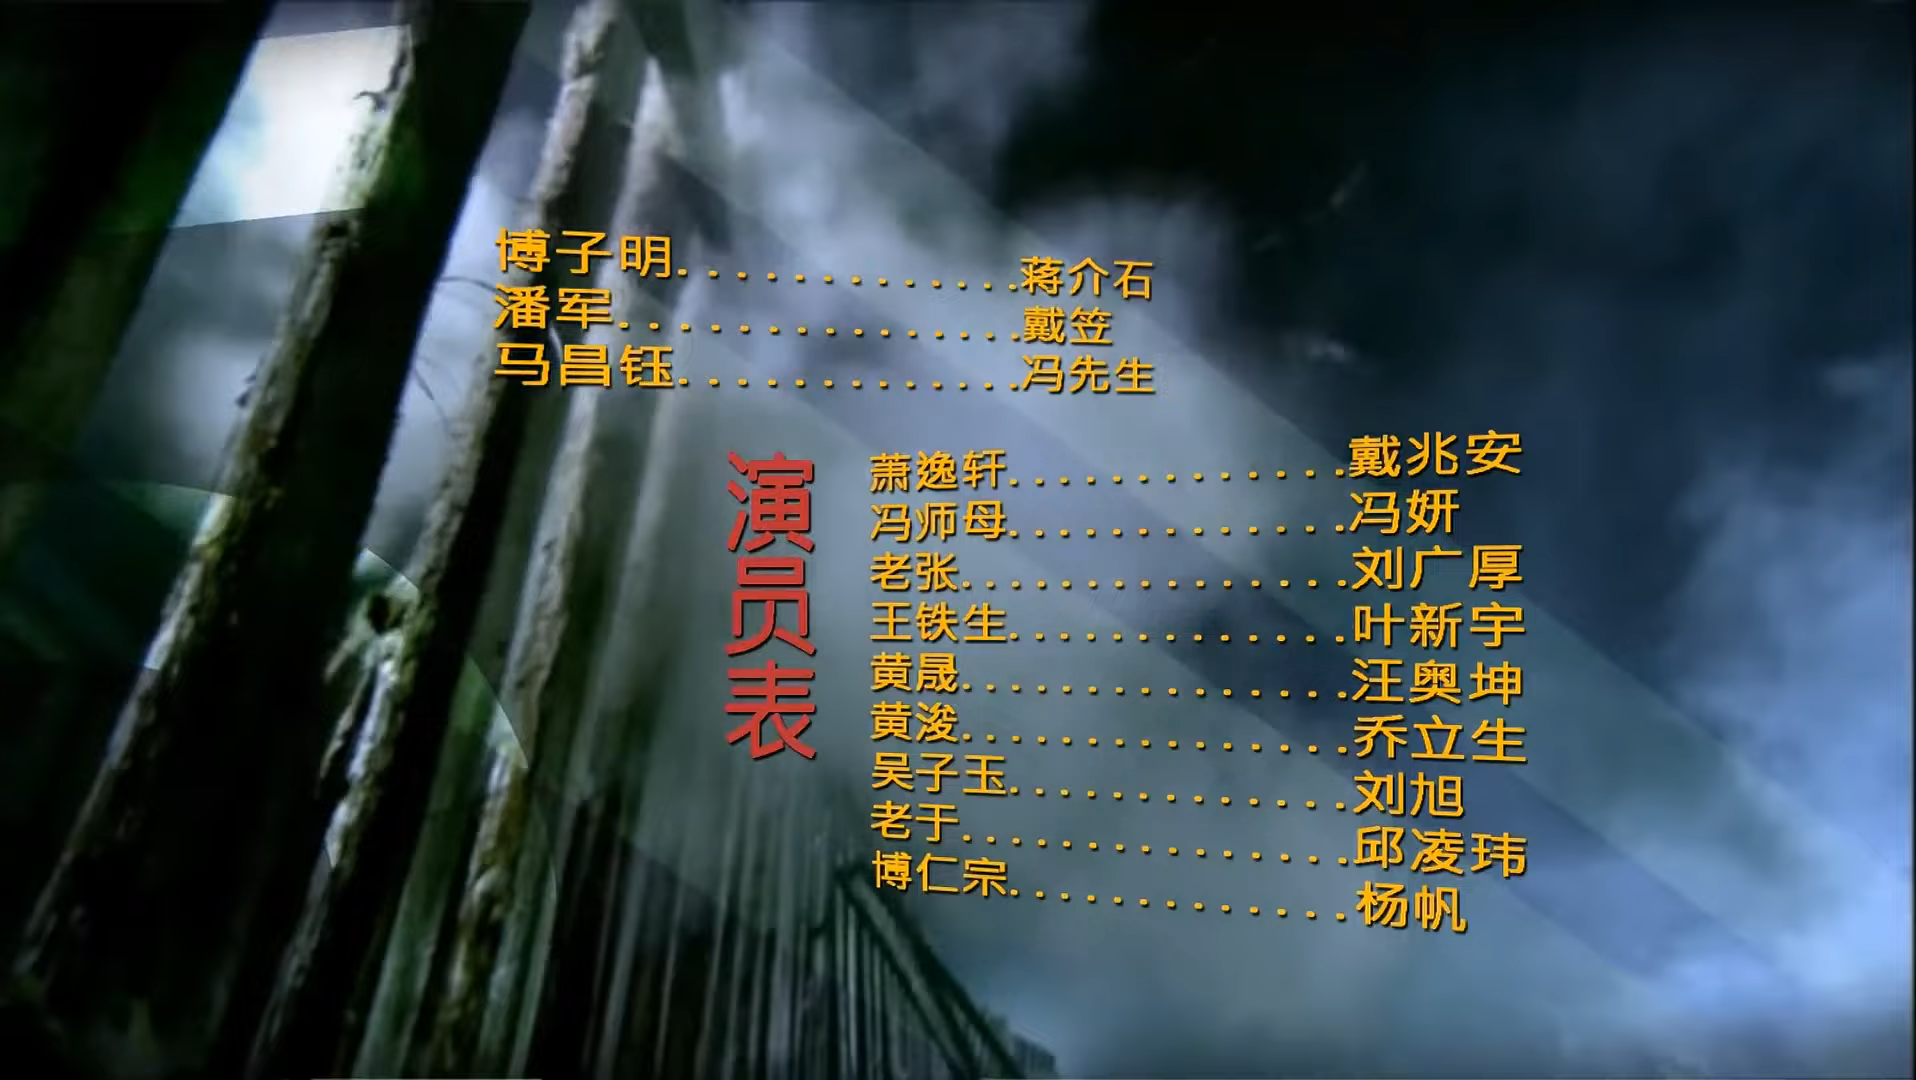 博子明.............蒋介石
潘军...............戴笠
马昌钰.............冯先生
演员表
萧逸轩.............戴兆安
冯师母.............冯妍
老张...............刘广厚
王铁生.............叶新宇
黄晟...............汪奥坤
黄浚...............乔立生
吴子玉.............刘旭
老于...............邱凌玮
博仁宗.............杨帆